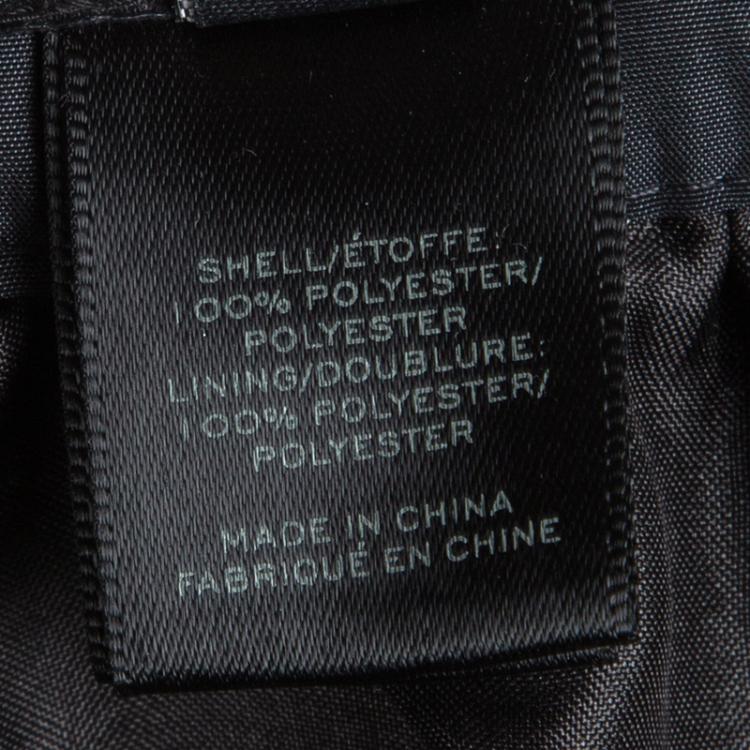 SHELL/ÉTOFFE:
100% POLYESTER/
POLYESTER
LINING/DOUBLURE:
100% POLYESTER/
POLYESTER
MADE IN CHINA
FABRIQUÉ EN CHINE